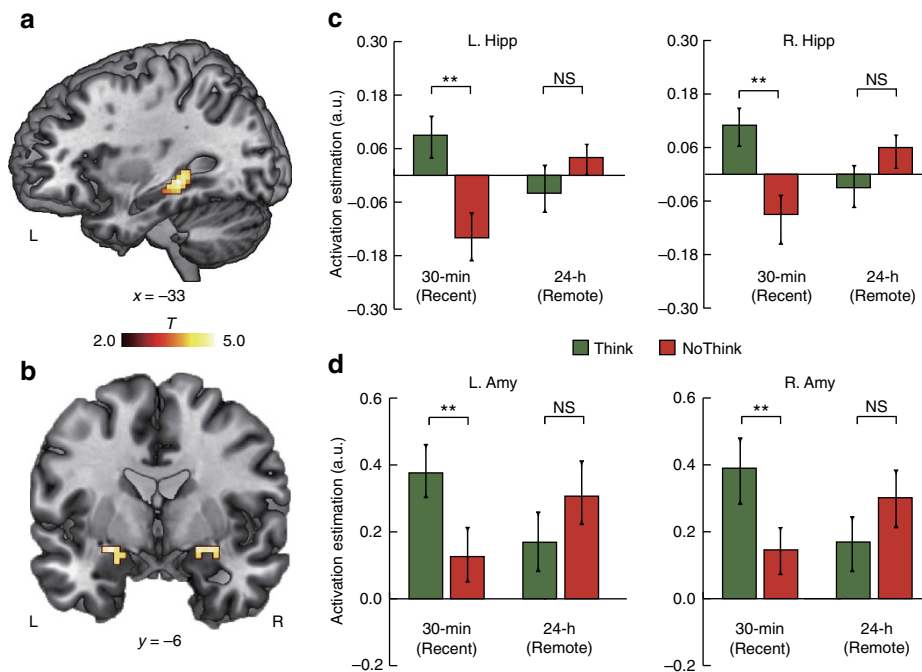 a
L
x = −33
T
2.0 5.0
b
L R
y = −6
c
L. Hipp
R. Hipp
Activation estimation (a.u.)
0.30
0.18
0.06
−0.06
−0.18
−0.30
** NS
30-min 24-h
(Recent) (Remote)
0.30
0.18
0.06
−0.06
−0.18
−0.30
** NS
30-min 24-h
(Recent) (Remote)
Think NoThink
d
L. Amy
R. Amy
Activation estimation (a.u.)
0.6
0.4
0.2
0.0
−0.2
** NS
30-min 24-h
(Recent) (Remote)
0.6
0.4
0.2
0.0
−0.2
** NS
30-min 24-h
(Recent) (Remote)